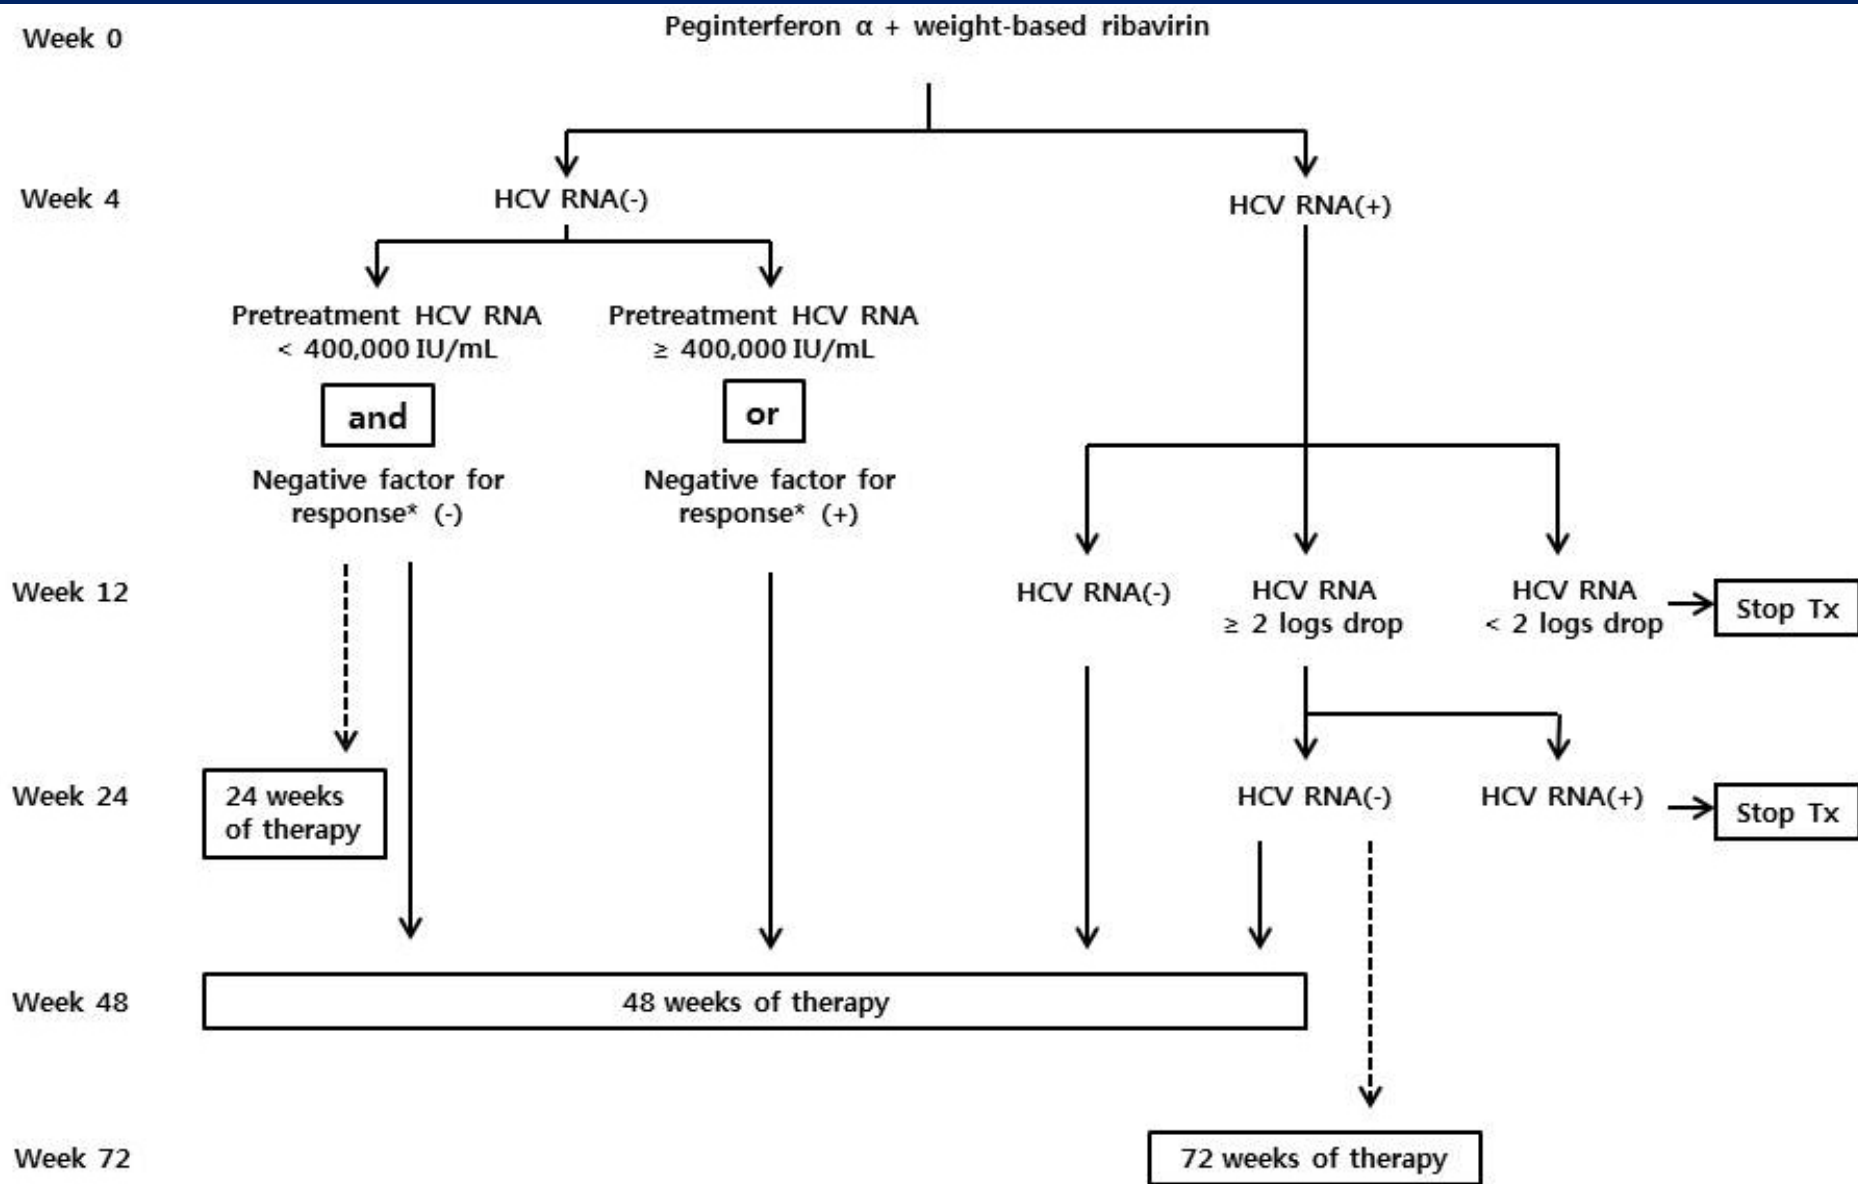 Week 0
Peginterferon α + weight-based ribavirin
Week 4
HCV RNA(-)
HCV RNA(+)
Pretreatment HCV RNA
< 400,000 IU/mL
and
Negative factor for
response* (-)
Pretreatment HCV RNA
≥ 400,000 IU/mL
or
Negative factor for
response* (+)
Week 12
HCV RNA(-)
HCV RNA
≥ 2 logs drop
HCV RNA
< 2 logs drop
Stop Tx
Week 24
24 weeks
of therapy
HCV RNA(-)
HCV RNA(+)
Stop Tx
Week 48
48 weeks of therapy
Week 72
72 weeks of therapy